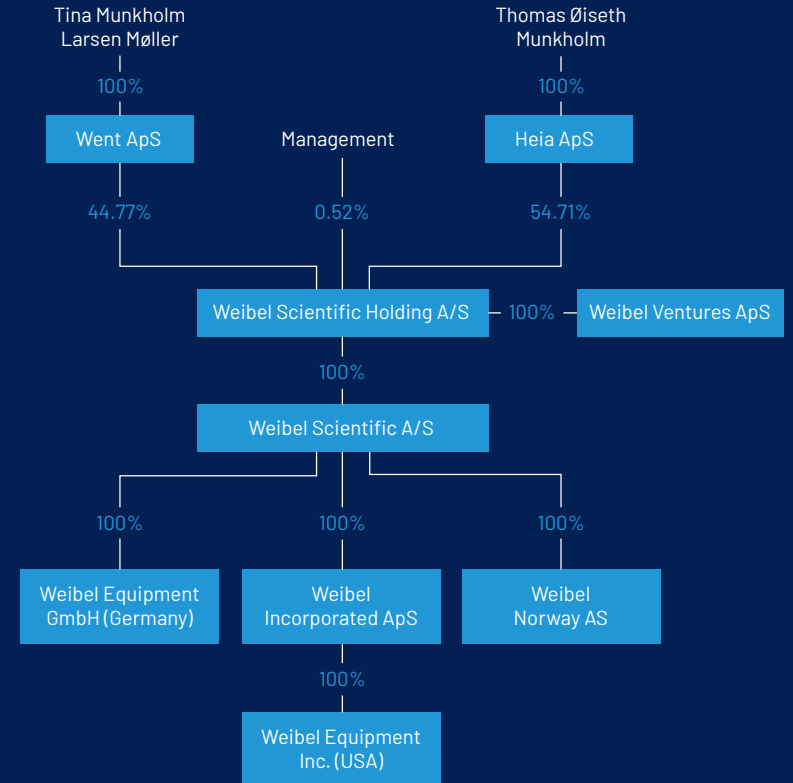 Tina Munkholm
Larsen Møller
Thomas Øiseth
Munkholm
100%
100%
Went ApS
Management
Heia ApS
44.77%
0.52%
54.71%
Weibel Scientific Holding A/S
100%
Weibel Ventures ApS
100%
Weibel Scientific A/S
100%
100%
100%
Weibel Equipment
GmbH (Germany)
Weibel
Incorporated ApS
Weibel
Norway AS
100%
Weibel Equipment
Inc. (USA)